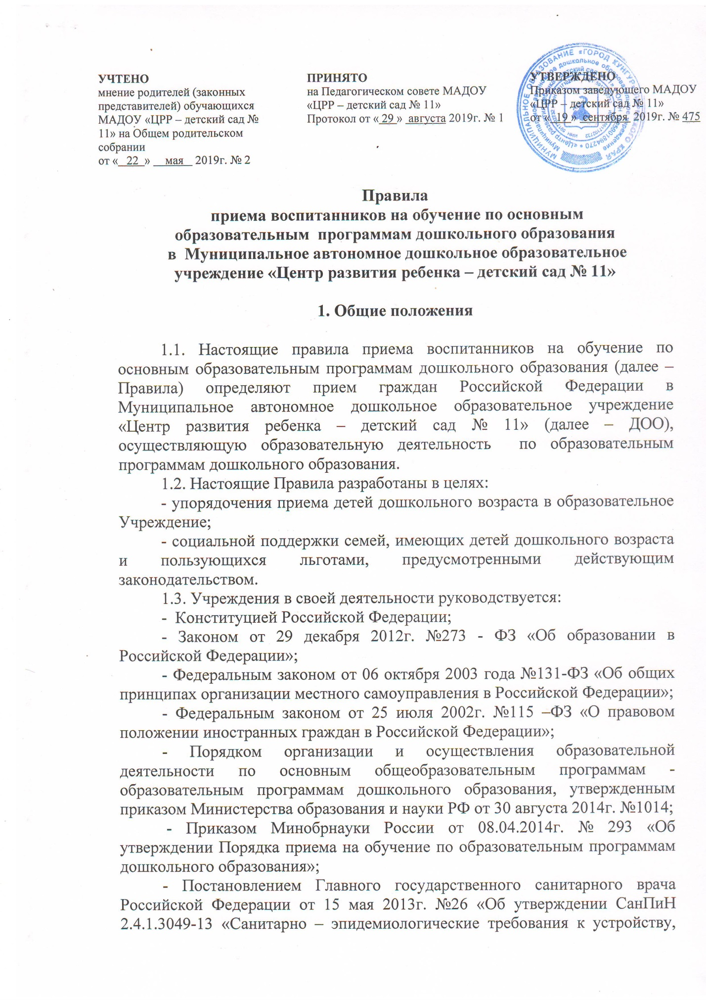 УЧТЕНО
мнение родителей (законных
представителей) обучающихся
МАДОУ «ЦРР – детский сад №
11» на Общем родительском
собрании
от « 22 » мая 2019г. № 2
ПРИНЯТО
на Педагогическом совете МАДОУ
«ЦРР – детский сад № 11»
Протокол от « 29 » августа 2019г. № 1
УТВЕРЖДЕНО
Приказом заведующего МАДОУ
«ЦРР – детский сад № 11»
от « 19 » сентября 2019г. № 475
МУНИЦИПАЛЬНОЕ ОБРАЗОВАНИЕ «ГОРОД КУНГУР» КРАЯ
Правила
приема воспитанников на обучение по основным
образовательным программам дошкольного образования
в Муниципальное автономное дошкольное образовательное
учреждение «Центр развития ребенка – детский сад № 11»
1. Общие положения
1.1. Настоящие правила приема воспитанников на обучение по
основным образовательным программам дошкольного образования (далее –
Правила) определяют прием граждан Российской Федерации в
Муниципальное автономное дошкольное образовательное учреждение
«Центр развития ребенка – детский сад № 11» (далее – ДОО),
осуществляющую образовательную деятельность по образовательным
программам дошкольного образования.
1.2. Настоящие Правила разработаны в целях:
- упорядочения приема детей дошкольного возраста в образовательное
Учреждение;
- социальной поддержки семей, имеющих детей дошкольного возраста
и пользующихся льготами, предусмотренными действующим
законодательством.
1.3. Учреждения в своей деятельности руководствуется:
- Конституцией Российской Федерации;
- Законом от 29 декабря 2012г. №273 - ФЗ «Об образовании в
Российской Федерации»;
- Федеральным законом от 06 октября 2003 года №131-ФЗ «Об общих
принципах организации местного самоуправления в Российской Федерации»;
- Федеральным законом от 25 июля 2002г. №115 –ФЗ «О правовом
положении иностранных граждан в Российской Федерации»;
- Порядком организации и осуществления образовательной
деятельности по основным общеобразовательным программам -
образовательным программам дошкольного образования, утвержденным
приказом Министерства образования и науки РФ от 30 августа 2014г. №1014;
- Приказом Минобрнауки России от 08.04.2014г. № 293 «Об
утверждении Порядка приема на обучение по образовательным программам
дошкольного образования»;
- Постановлением Главного государственного санитарного врача
Российской Федерации от 15 мая 2013г. №26 «Об утверждении СанПиН
2.4.1.3049-13 «Санитарно – эпидемиологические требования к устройству,